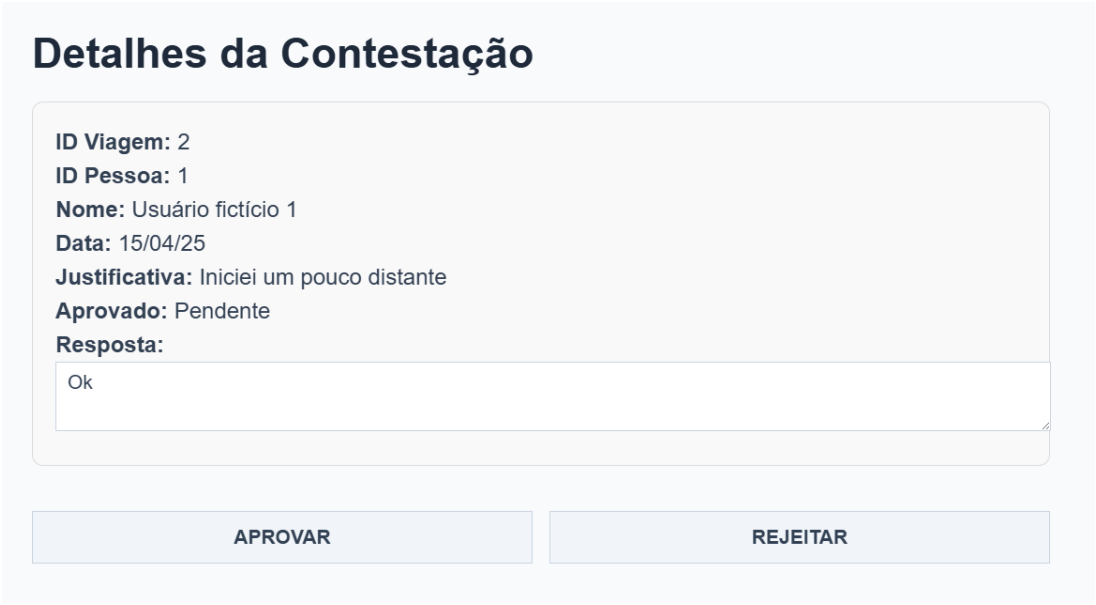 Detalhes da Contestação
ID Viagem: 2
ID Pessoa: 1
Nome: Usuário fictício 1
Data: 15/04/25
Justificativa: Iniciei um pouco distante
Aprovado: Pendente
Resposta:
Ok
APROVAR
REJEITAR